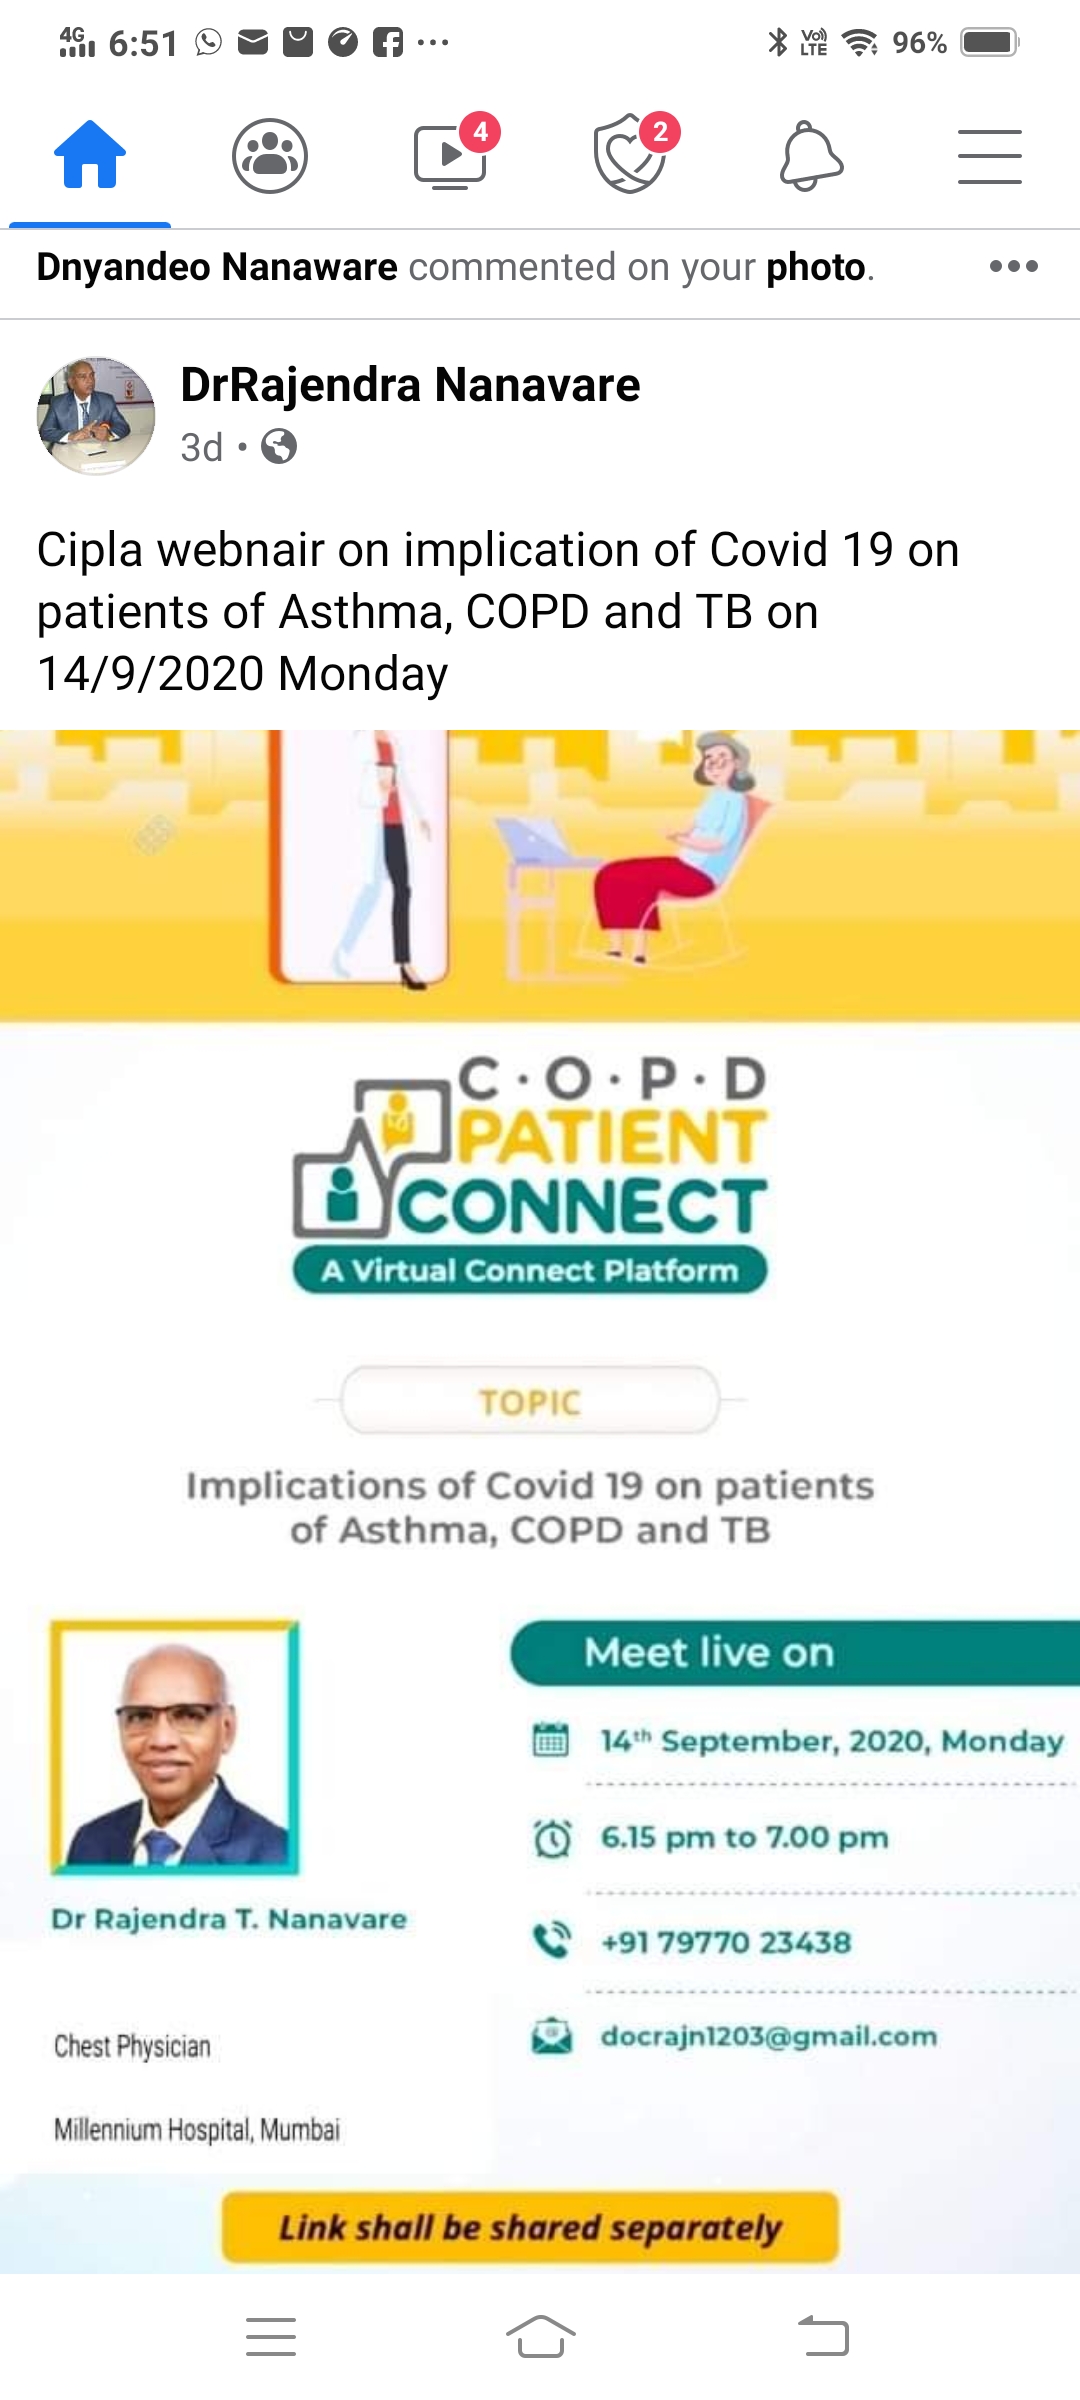 4G 6:51 ... VoLTE 96%
4 2
Dnyandeo Nanaware commented on your photo.
DrRajendra Nanavare
3d •
Cipla webnair on implication of Covid 19 on
patients of Asthma, COPD and TB on
14/9/2020 Monday
C·O·P·D
PATIENT
CONNECT
A Virtual Connect Platform
TOPIC
Implications of Covid 19 on patients
of Asthma, COPD and TB
Meet live on
14th September, 2020, Monday
6.15 pm to 7.00 pm
Dr Rajendra T. Nanavare
+91 79770 23438
Chest Physician
docrajn1203@gmail.com
Millennium Hospital, Mumbai
Link shall be shared separately